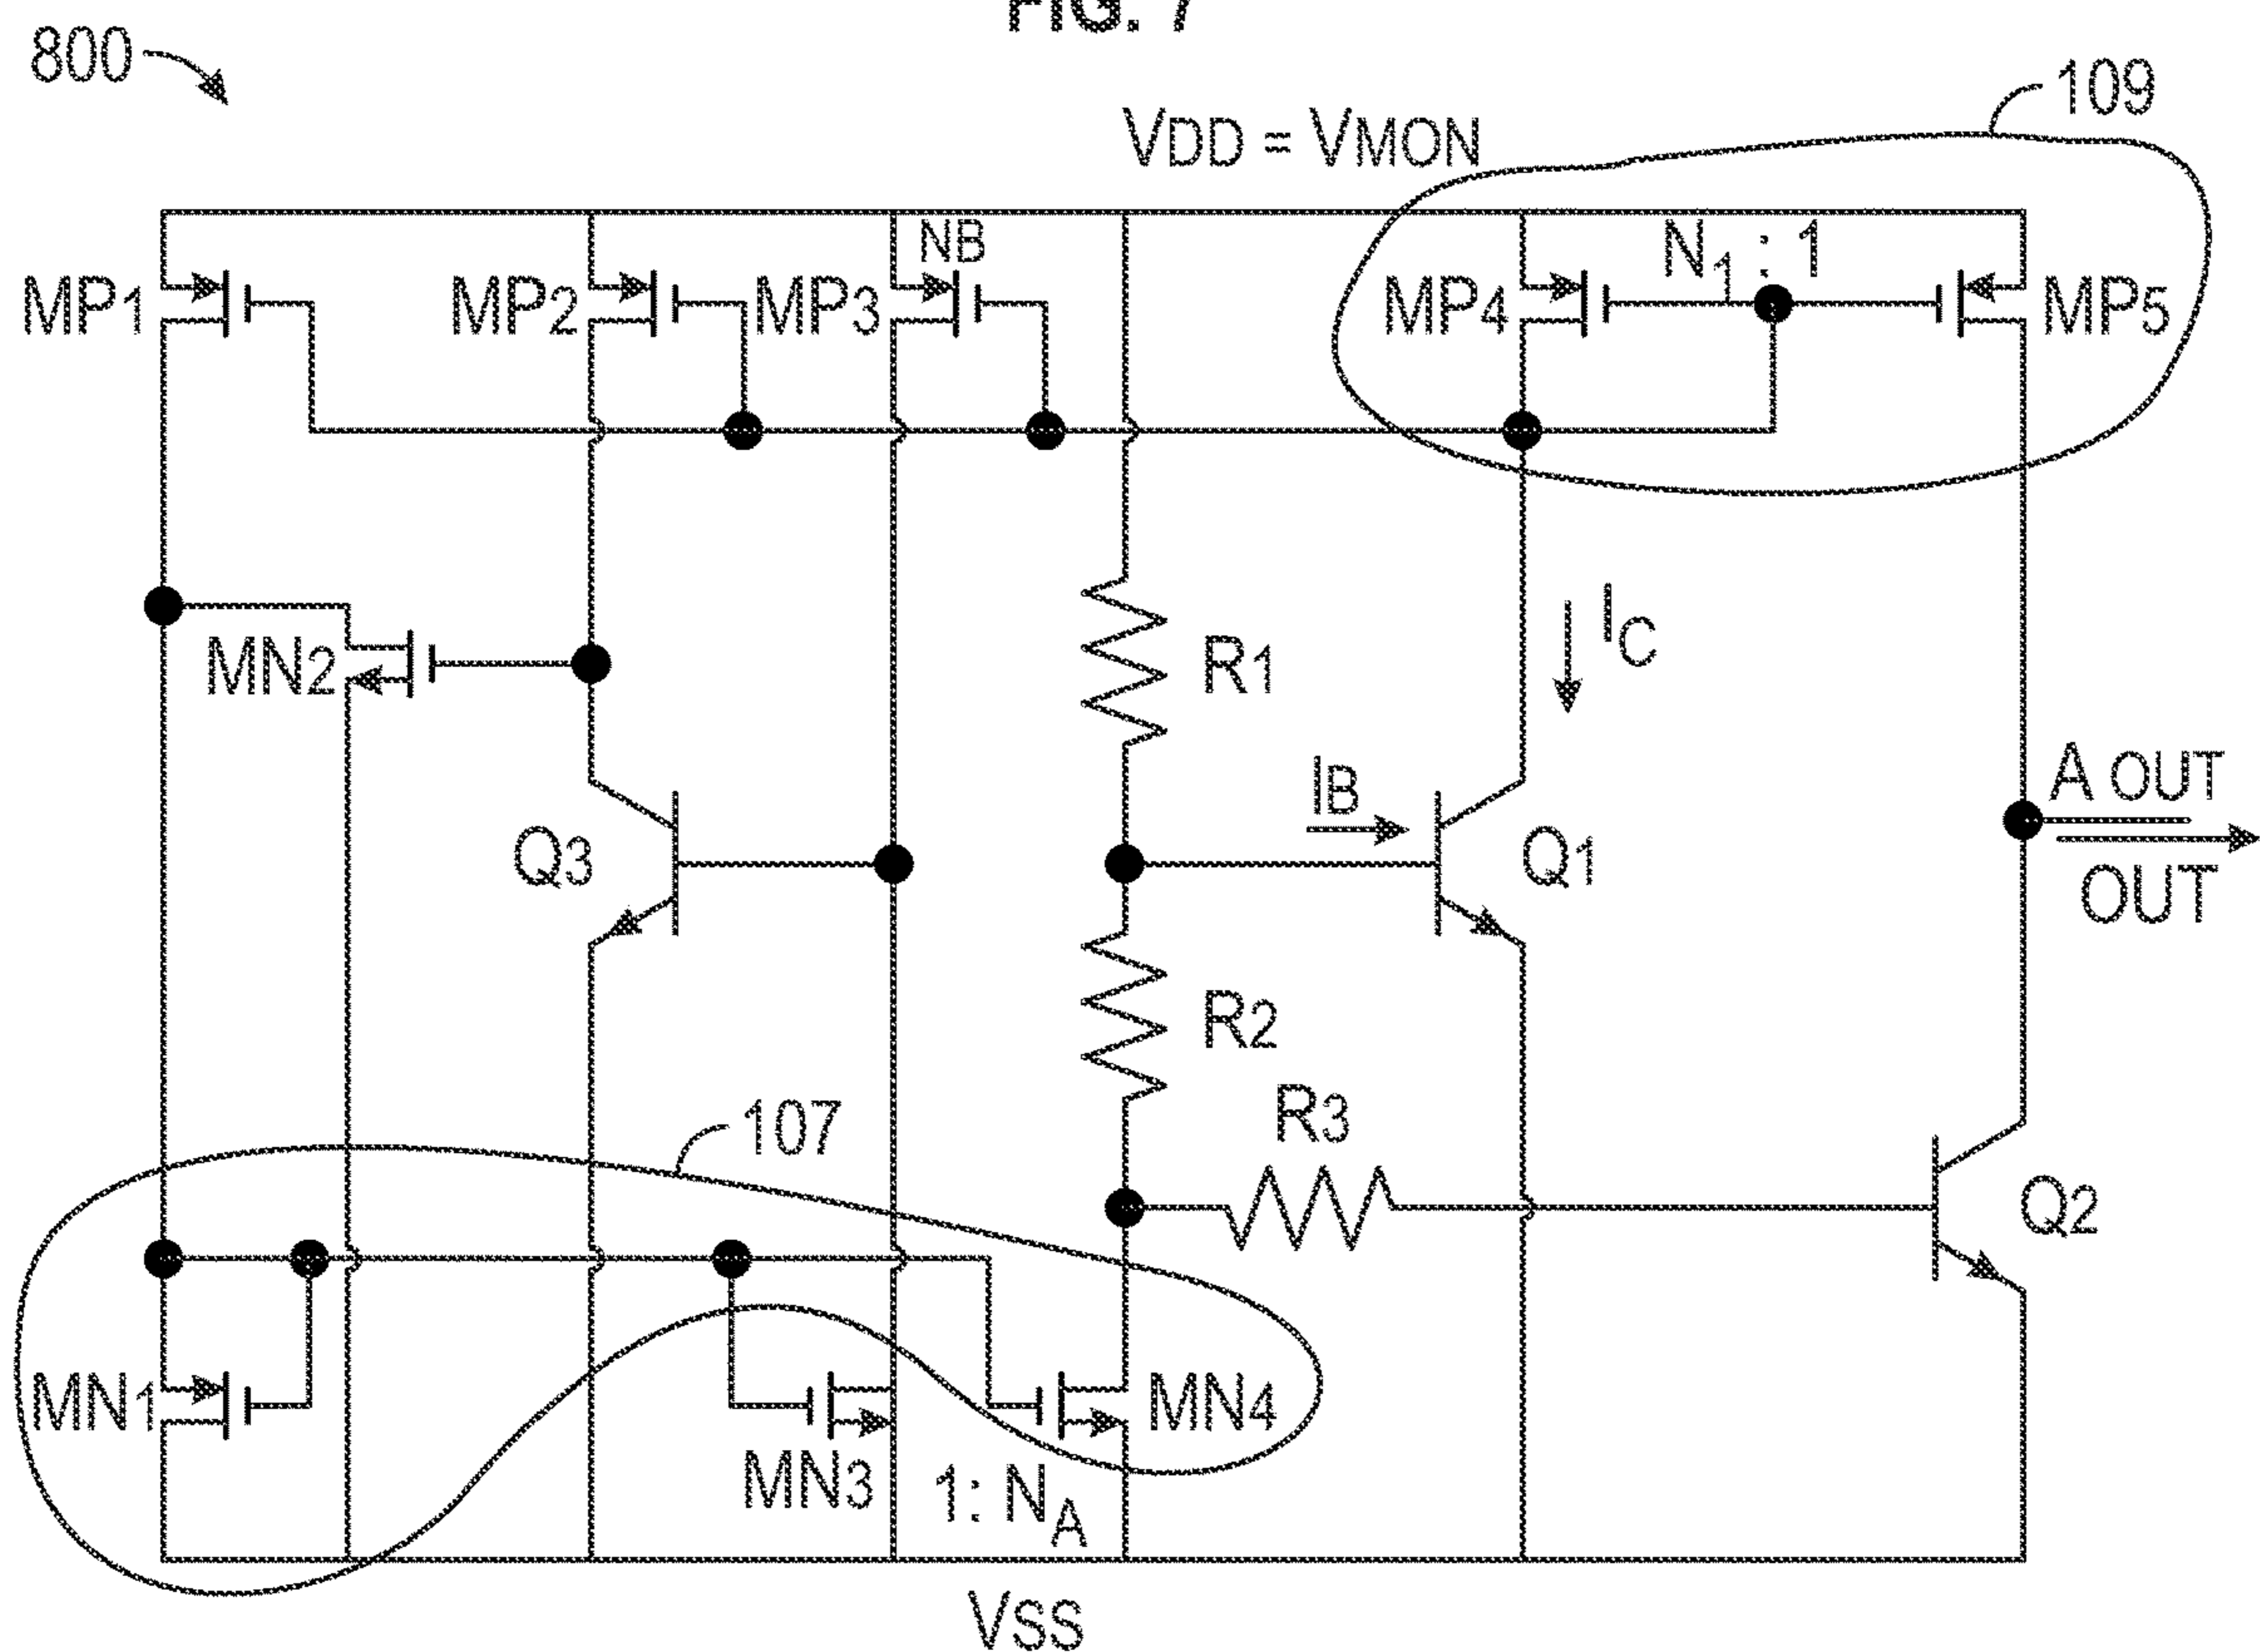 FIG. 7
800
109
VDD = VMON
NB
N1 : 1
MP1
MP2
MP3
MP4
MP5
MN2
R1
IC
IB
A OUT
OUT
Q3
Q1
R2
R3
107
Q2
MN1
MN4
MN3
1: NA
VSS